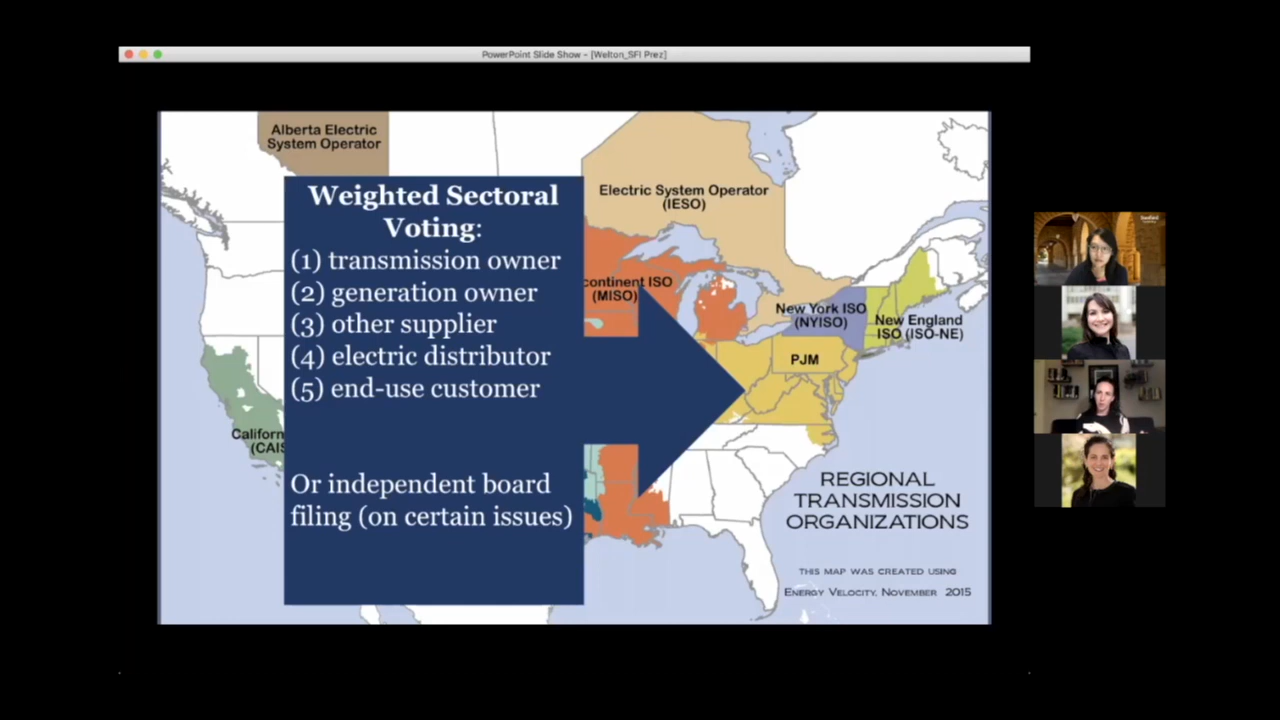 PowerPoint Slide Show - [Welton_SFI Prez]
Alberta Electric
System Operator
Weighted Sectoral
Voting:
(1) transmission owner
(2) generation owner
(3) other supplier
(4) electric distributor
(5) end-use customer
Or independent board
filing (on certain issues)
Electric System Operator
(IESO)
continent ISO
(MISO)
New York ISO
(NYISO)
New England
ISO (ISO-NE)
PJM
Californ
(CAIS
REGIONAL
TRANSMISSION
ORGANIZATIONS
THIS MAP WAS CREATED USING
ENERGY VELOCITY, NOVEMBER 2015